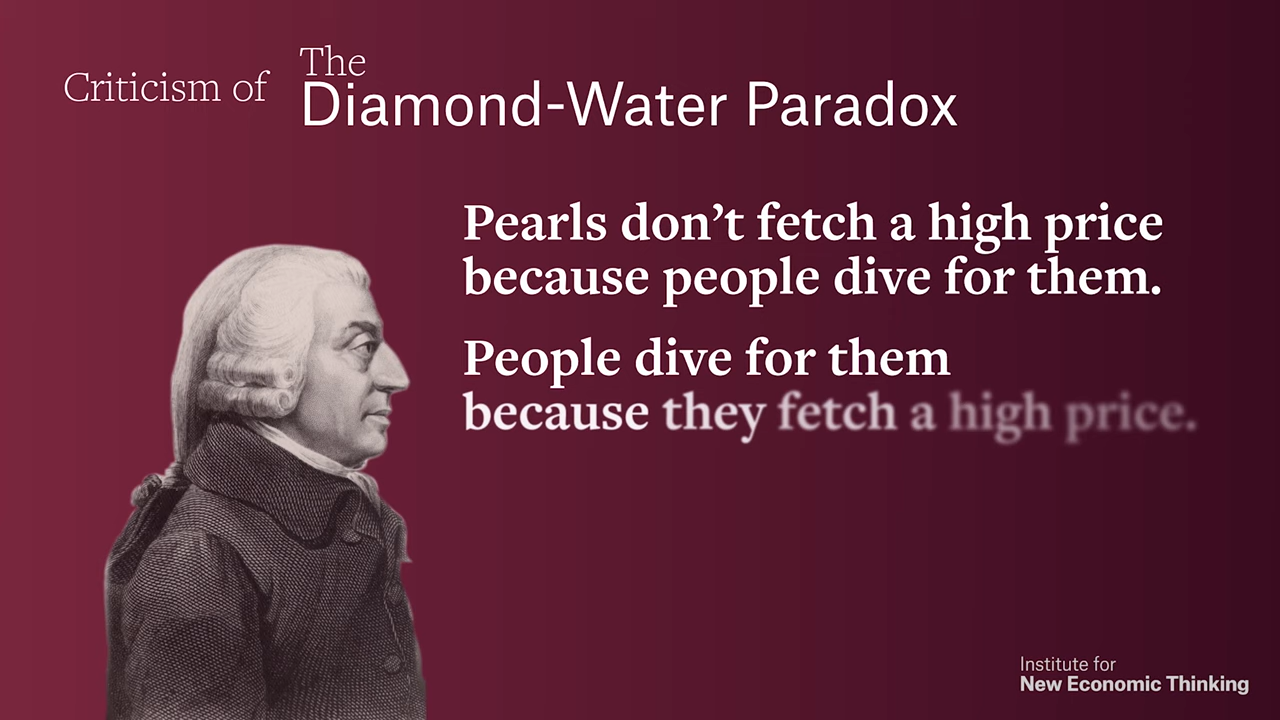 Criticism of
The
Diamond-Water Paradox
Pearls don’t fetch a high price
because people dive for them.
People dive for them
because they fetch a high price.
Institute for
New Economic Thinking